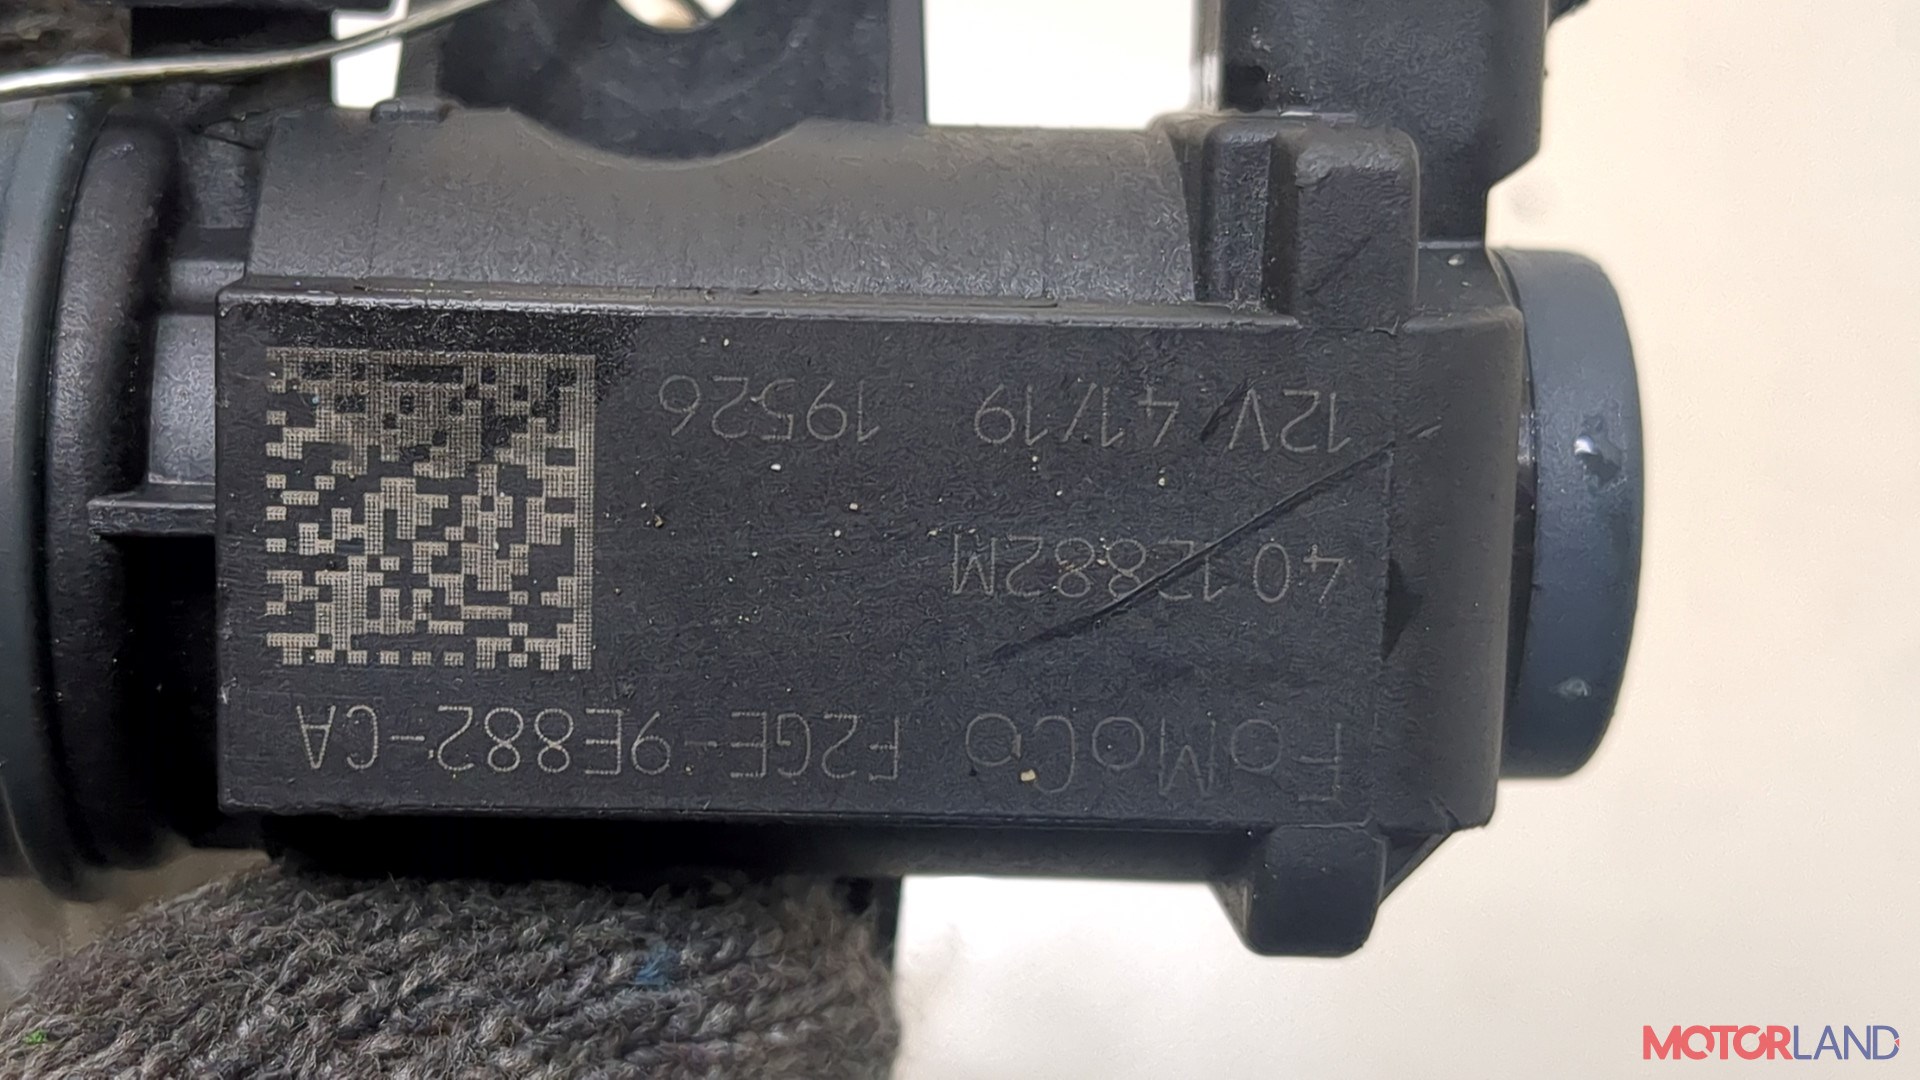 FoMoCo F2GE-9E882-CA
4012882M
12V 41/19 19526
MOTORLAND